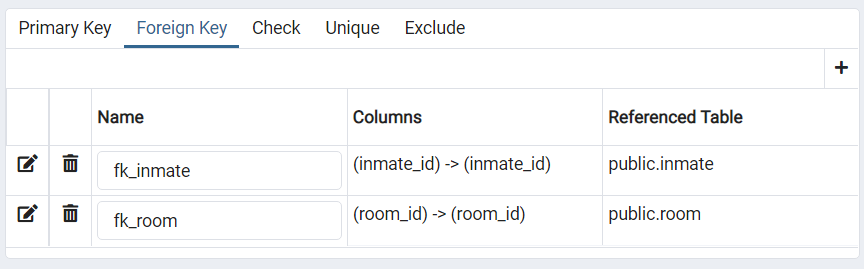 Primary Key Foreign Key Check Unique Exclude
+
Name Columns Referenced Table
fk_inmate (inmate_id) -> (inmate_id) public.inmate
fk_room (room_id) -> (room_id) public.room